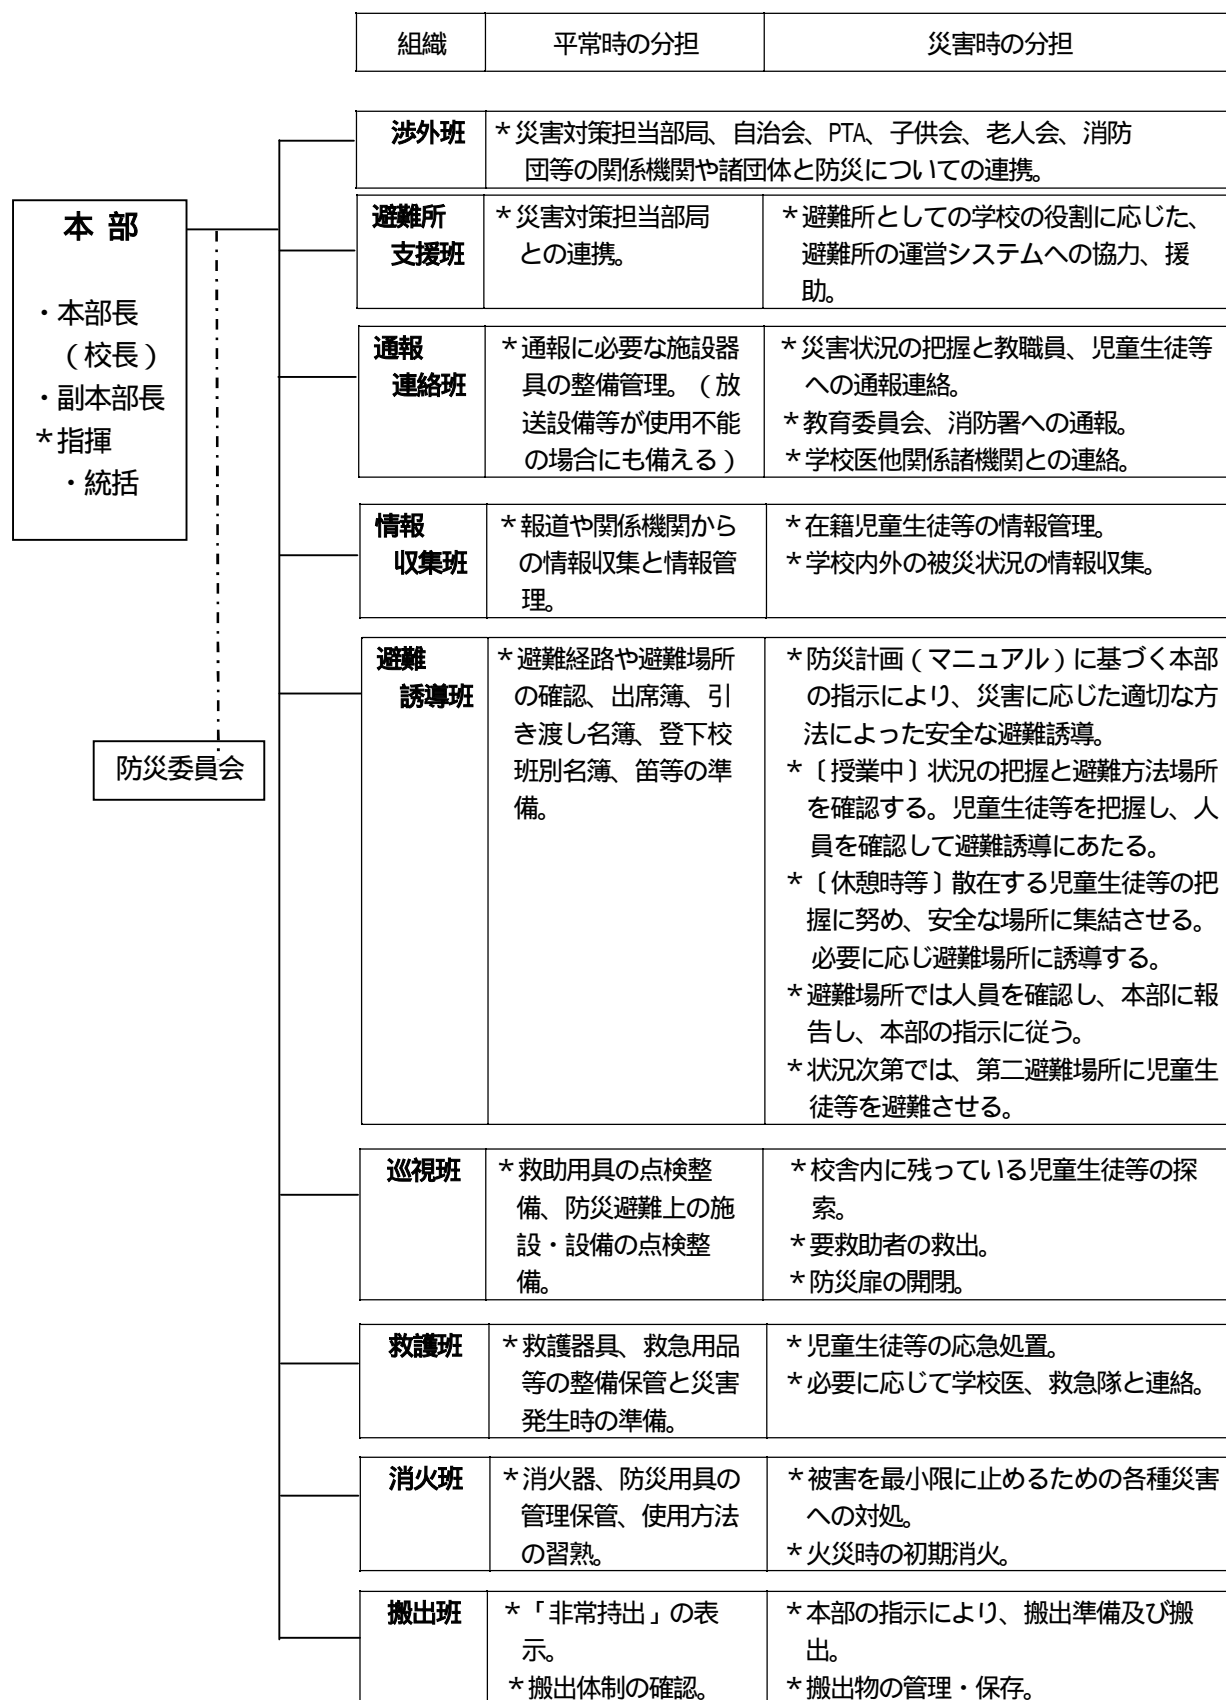 組織 平常時の分担 災害時の分担
渉外班 *災害対策担当部局、自治会、PTA、子供会、老人会、消防
団等の関係機関や諸団体と防災についての連携。
本 部
・本部長
(校長)
・副本部長
*指揮
・統括
防災委員会
避難所
支援班
*災害対策担当部局
との連携。
*避難所としての学校の役割に応じた、
避難所の運営システムへの協力、援
助。
通報
連絡班
*通報に必要な施設器
具の整備管理。(放
送設備等が使用不能
の場合にも備える)
*災害状況の把握と教職員、児童生徒等
への通報連絡。
*教育委員会、消防署への通報。
*学校医他関係諸機関との連絡。
情報
収集班
*報道や関係機関から
の情報収集と情報管
理。
*在籍児童生徒等の情報管理。
*学校内外の被災状況の情報収集。
避難
誘導班
*避難経路や避難場所
の確認、出席簿、引
き渡し名簿、登下校
班別名簿、笛等の準
備。
*防災計画(マニュアル)に基づく本部
の指示により、災害に応じた適切な方
法によった安全な避難誘導。
*〔授業中〕状況の把握と避難方法場所
を確認する。児童生徒等を把握し、人
員を確認して避難誘導にあたる。
*〔休憩時等〕散在する児童生徒等の把
握に努め、安全な場所に集結させる。
必要に応じ避難場所に誘導する。
*避難場所では人員を確認し、本部に報
告し、本部の指示に従う。
*状況次第では、第二避難場所に児童生
徒等を避難させる。
巡視班
*救助用具の点検整
備、防災避難上の施
設・設備の点検整
備。
*校舎内に残っている児童生徒等の探
索。
*要救助者の救出。
*防災扉の開閉。
救護班
*救護器具、救急用品
等の整備保管と災害
発生時の準備。
*児童生徒等の応急処置。
*必要に応じて学校医、救急隊と連絡。
消火班
*消火器、防災用具の
管理保管、使用方法
の習熟。
*被害を最小限に止めるための各種災害
への対処。
*火災時の初期消火。
搬出班
*「非常持出」の表
示。
*搬出体制の確認。
*本部の指示により、搬出準備及び搬
出。
*搬出物の管理・保存。